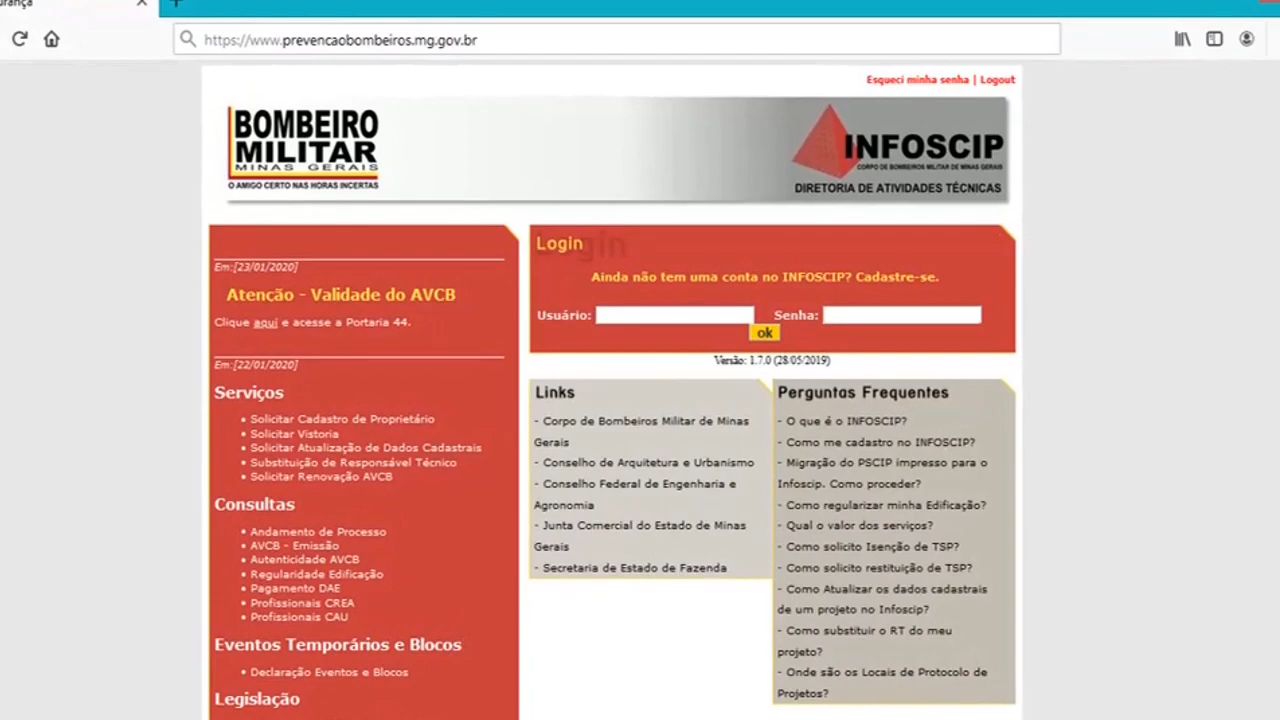 https://www.prevencaobombeiros.mg.gov.br
Esqueci minha senha | Logout
BOMBEIRO
MILITAR
MINAS GERAIS
O AMIGO CERTO NAS HORAS INCERTAS
INFOSCIP
CORPO DE BOMBEIROS MILITAR DE MINAS GERAIS
DIRETORIA DE ATIVIDADES TÉCNICAS
Em:[23/01/2020]
Atenção - Validade do AVCB
Clique aqui e acesse a Portaria 44.
Em:[22/01/2020]
Serviços
• Solicitar Cadastro de Proprietário
• Solicitar Vistoria
• Solicitar Atualização de Dados Cadastrais
• Substituição de Responsável Técnico
• Solicitar Renovação AVCB
Consultas
• Andamento de Processo
• AVCB - Emissão
• Autenticidade AVCB
• Regularidade Edificação
• Pagamento DAE
• Profissionais CREA
• Profissionais CAU
Eventos Temporários e Blocos
• Declaração Eventos e Blocos
Legislação
Login
Ainda não tem uma conta no INFOSCIP? Cadastre-se.
Usuário: Senha:
ok
Versão: 1.7.0 (28/05/2019)
Links
- Corpo de Bombeiros Militar de Minas
Gerais
- Conselho de Arquitetura e Urbanismo
- Conselho Federal de Engenharia e
Agronomia
- Junta Comercial do Estado de Minas
Gerais
- Secretaria de Estado de Fazenda
Perguntas Frequentes
- O que é o INFOSCIP?
- Como me cadastro no INFOSCIP?
- Migração do PSCIP impresso para o
Infoscip. Como proceder?
- Como regularizar minha Edificação?
- Qual o valor dos serviços?
- Como solicito Isenção de TSP?
- Como solicito restituição de TSP?
- Como Atualizar os dados cadastrais
de um projeto no Infoscip?
- Como substituir o RT do meu
projeto?
- Onde são os Locais de Protocolo de
Projetos?